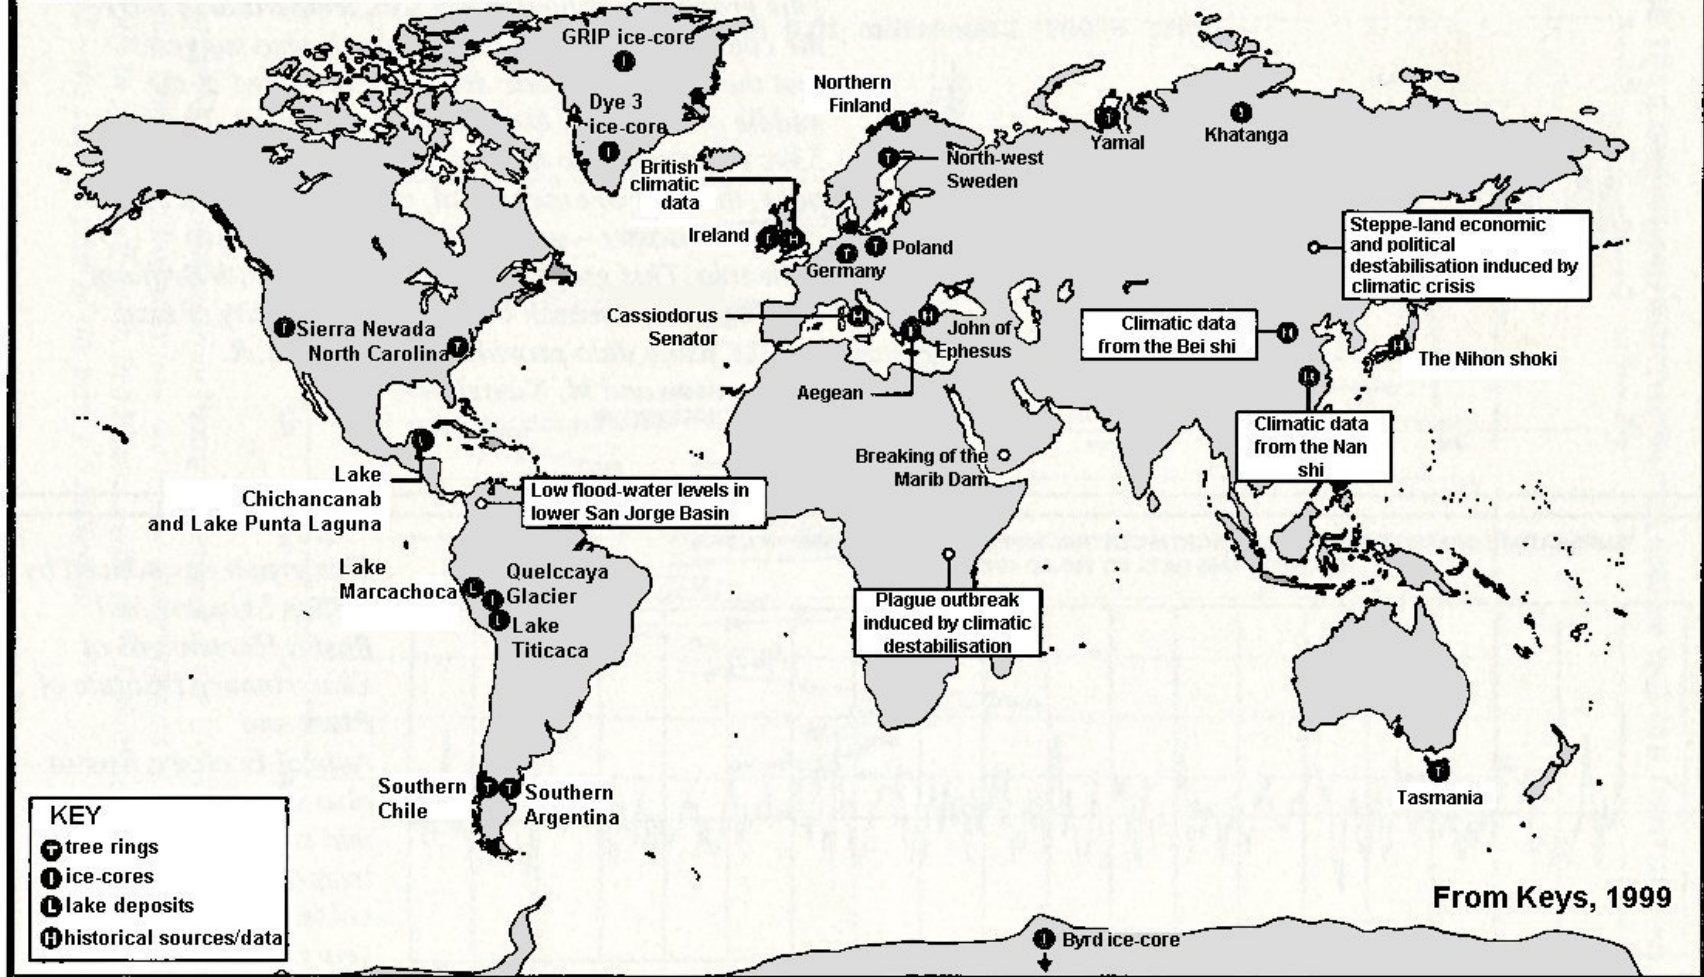 GRIP ice-core
Dye 3
ice-core
Northern
Finland
Yamal
Khatanga
North-west
Sweden
British
climatic
data
Ireland
Poland
Germany
Steppe-land economic
and political
destabilisation induced by
climatic crisis
Cassiodorus
Senator
John of
Ephesus
Climatic data
from the Bei shi
The Nihon shoki
Sierra Nevada
North Carolina
Aegean
Climatic data
from the Nan
shi
Breaking of the
Marib Dam
Lake
Chichancanab
and Lake Punta Laguna
Low flood-water levels in
lower San Jorge Basin
Lake
Marcachoca
Quelccaya
Glacier
Lake
Titicaca
Plague outbreak
induced by climatic
destabilisation
Southern
Chile
Southern
Argentina
Tasmania
KEY
T tree rings
I ice-cores
L lake deposits
H historical sources/data
From Keys, 1999
Byrd ice-core